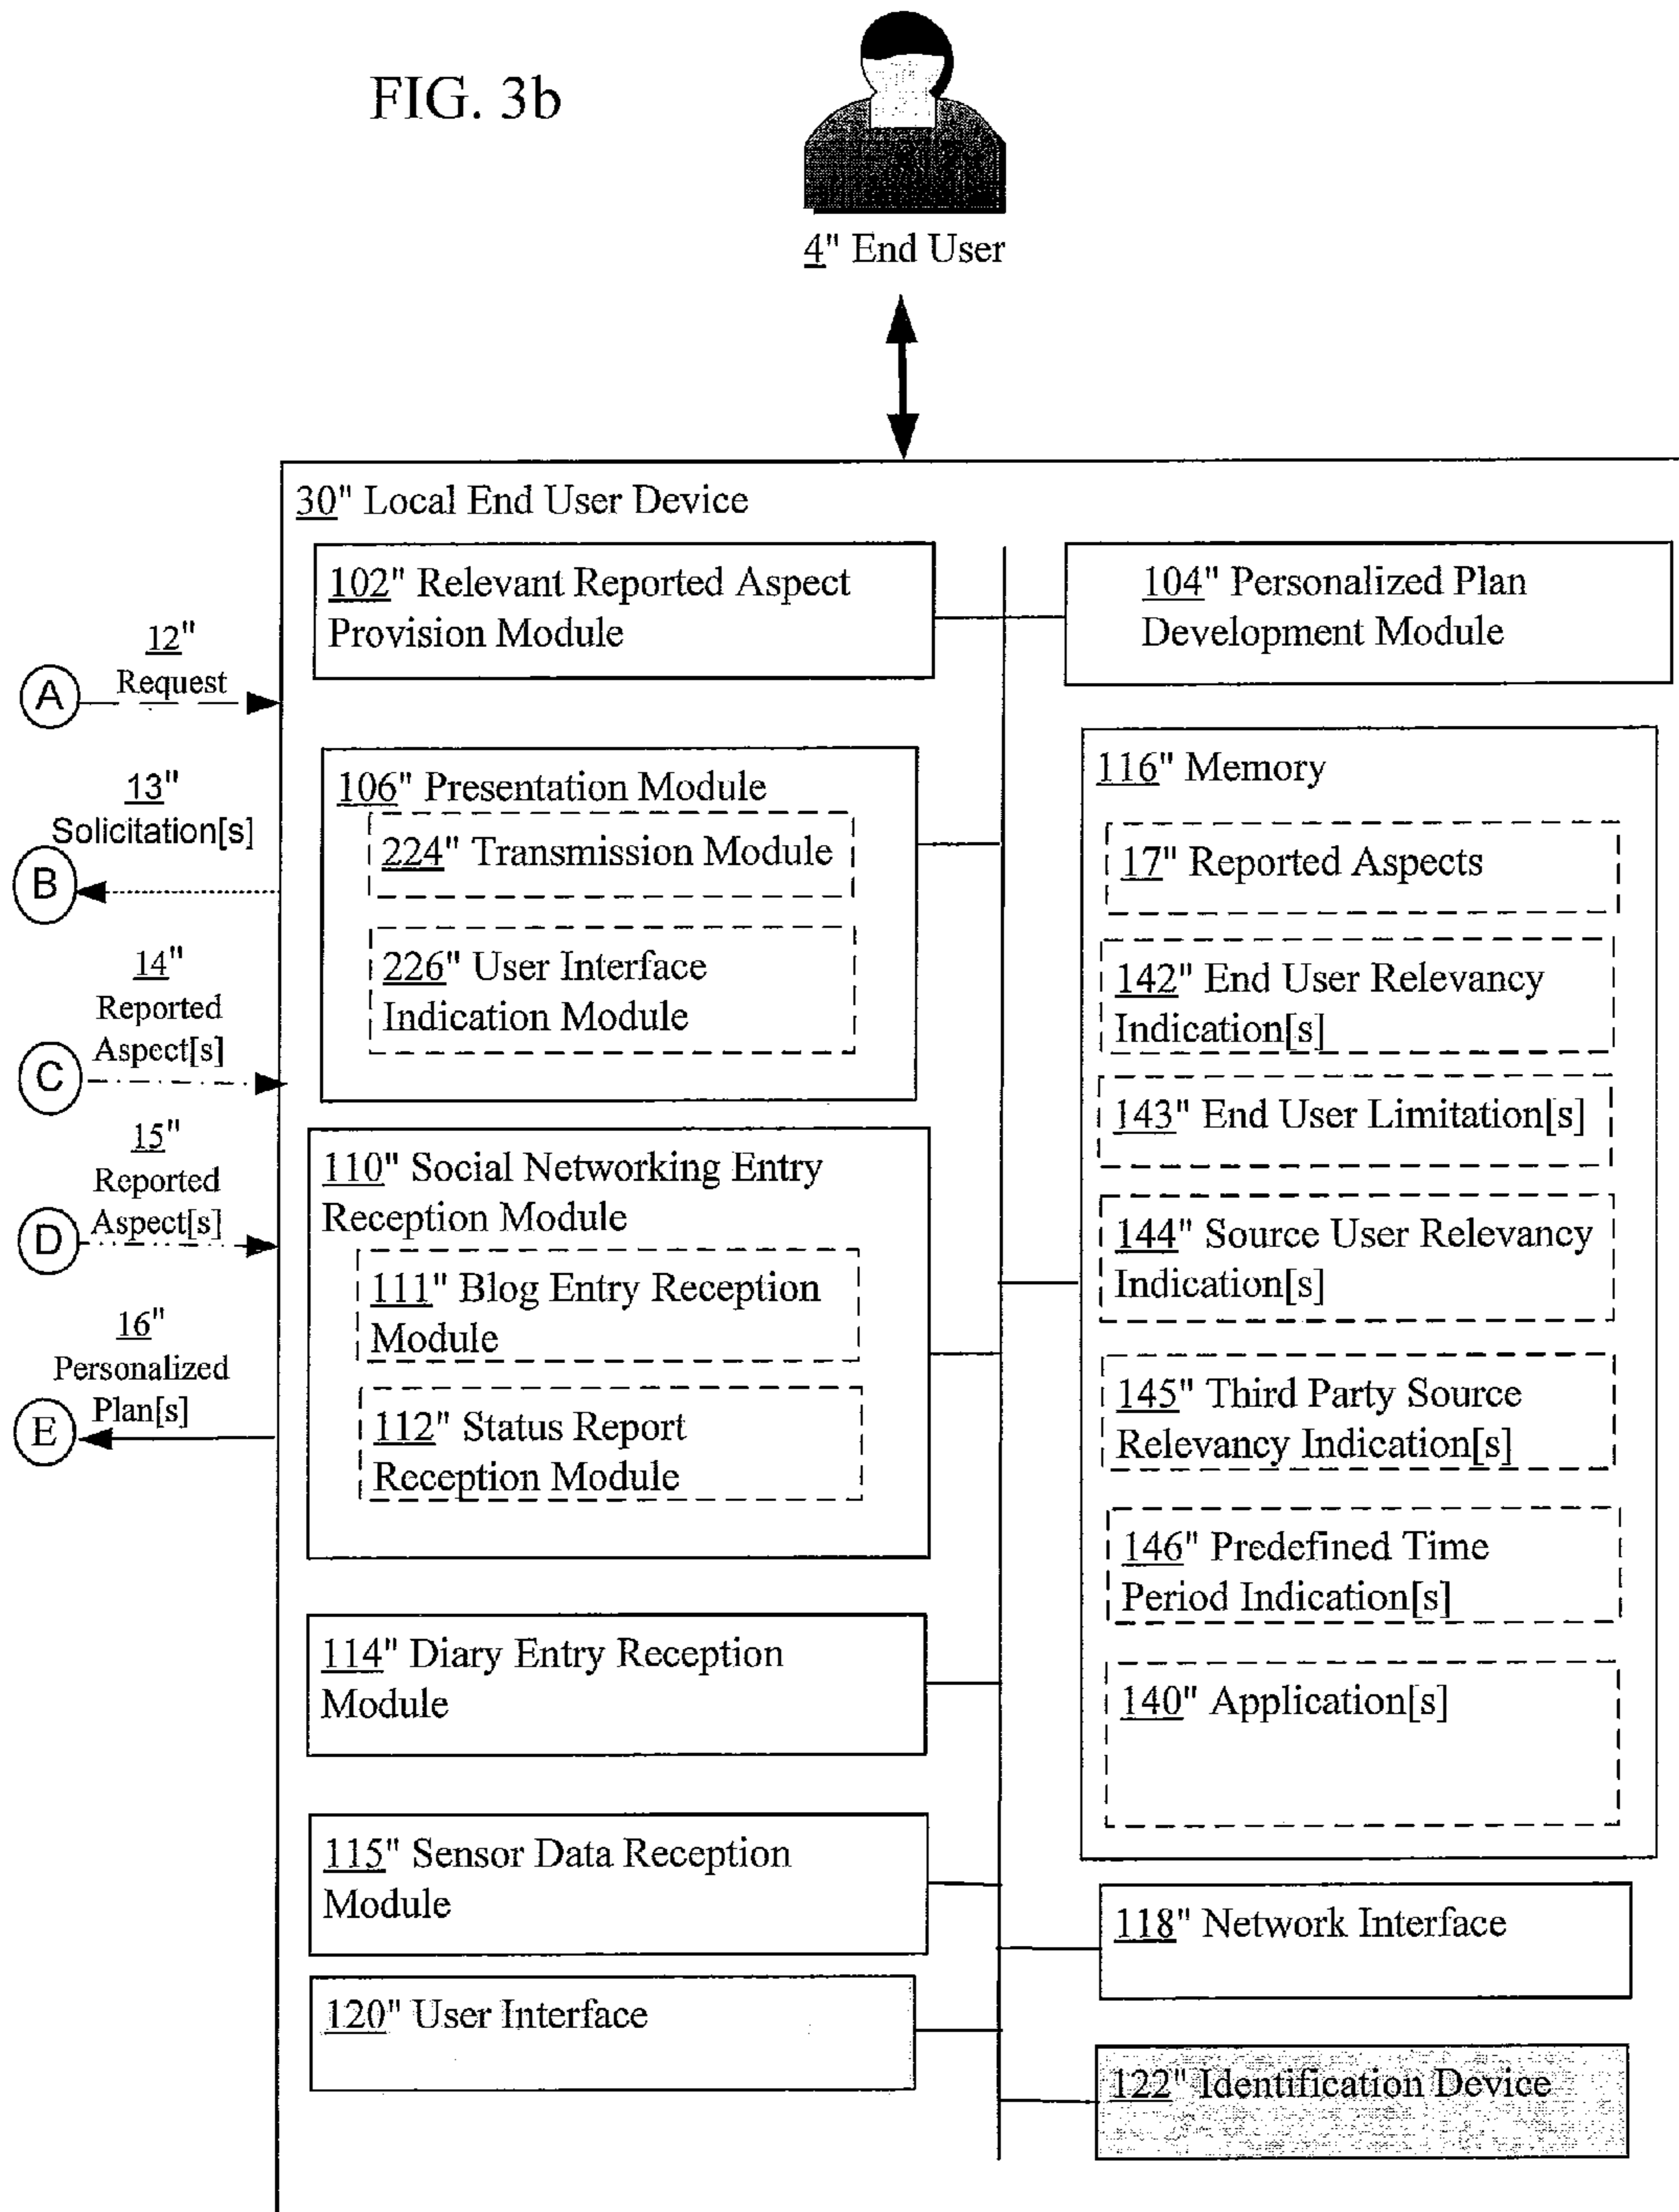 FIG. 3b
4" End User
30" Local End User Device
102" Relevant Reported Aspect
Provision Module
104" Personalized Plan
Development Module
12"
Request
A
13"
Solicitation[s]
B
14"
Reported
Aspect[s]
C
15"
Reported
Aspect[s]
D
16"
Personalized
Plan[s]
E
106" Presentation Module
224" Transmission Module
226" User Interface
Indication Module
110" Social Networking Entry
Reception Module
111" Blog Entry Reception
Module
112" Status Report
Reception Module
114" Diary Entry Reception
Module
115" Sensor Data Reception
Module
120" User Interface
116" Memory
17" Reported Aspects
142" End User Relevancy
Indication[s]
143" End User Limitation[s]
144" Source User Relevancy
Indication[s]
145" Third Party Source
Relevancy Indication[s]
146" Predefined Time
Period Indication[s]
140" Application[s]
118" Network Interface
122" Identification Device